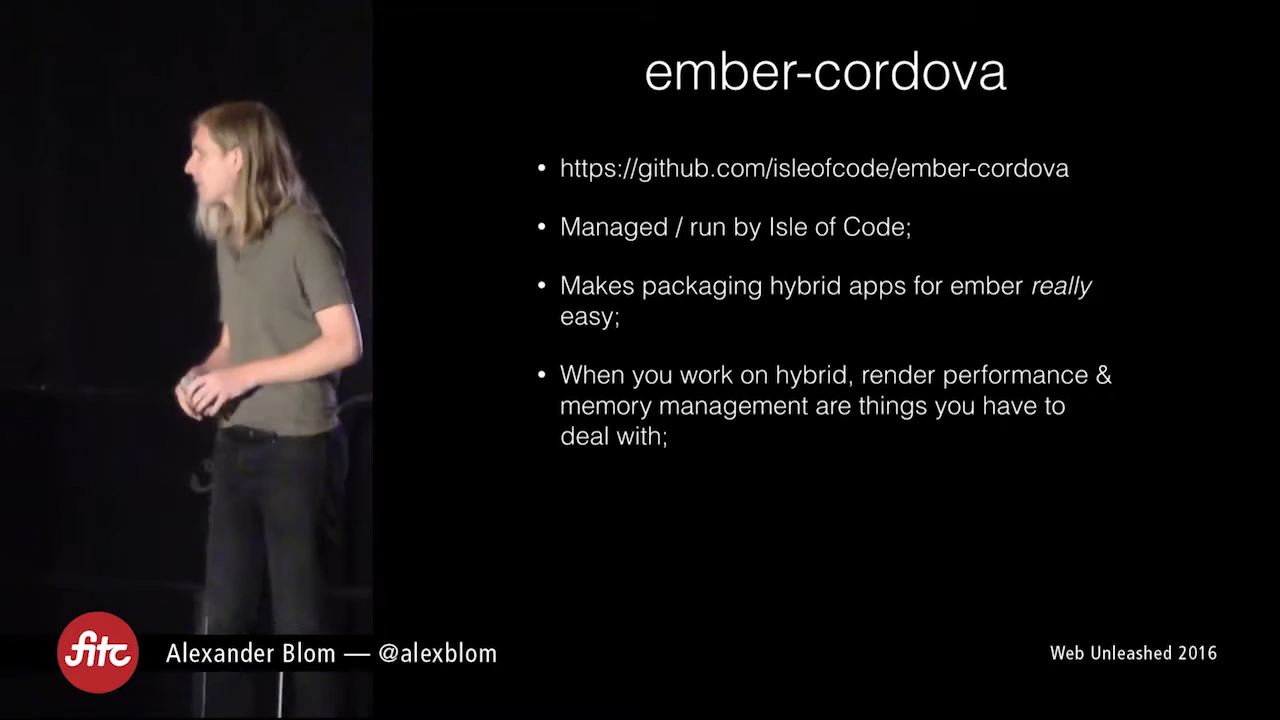 ember-cordova
• https://github.com/isleofcode/ember-cordova
• Managed / run by Isle of Code;
• Makes packaging hybrid apps for ember really
easy;
• When you work on hybrid, render performance &
memory management are things you have to
deal with;
fitc
Alexander Blom — @alexblom
Web Unleashed 2016